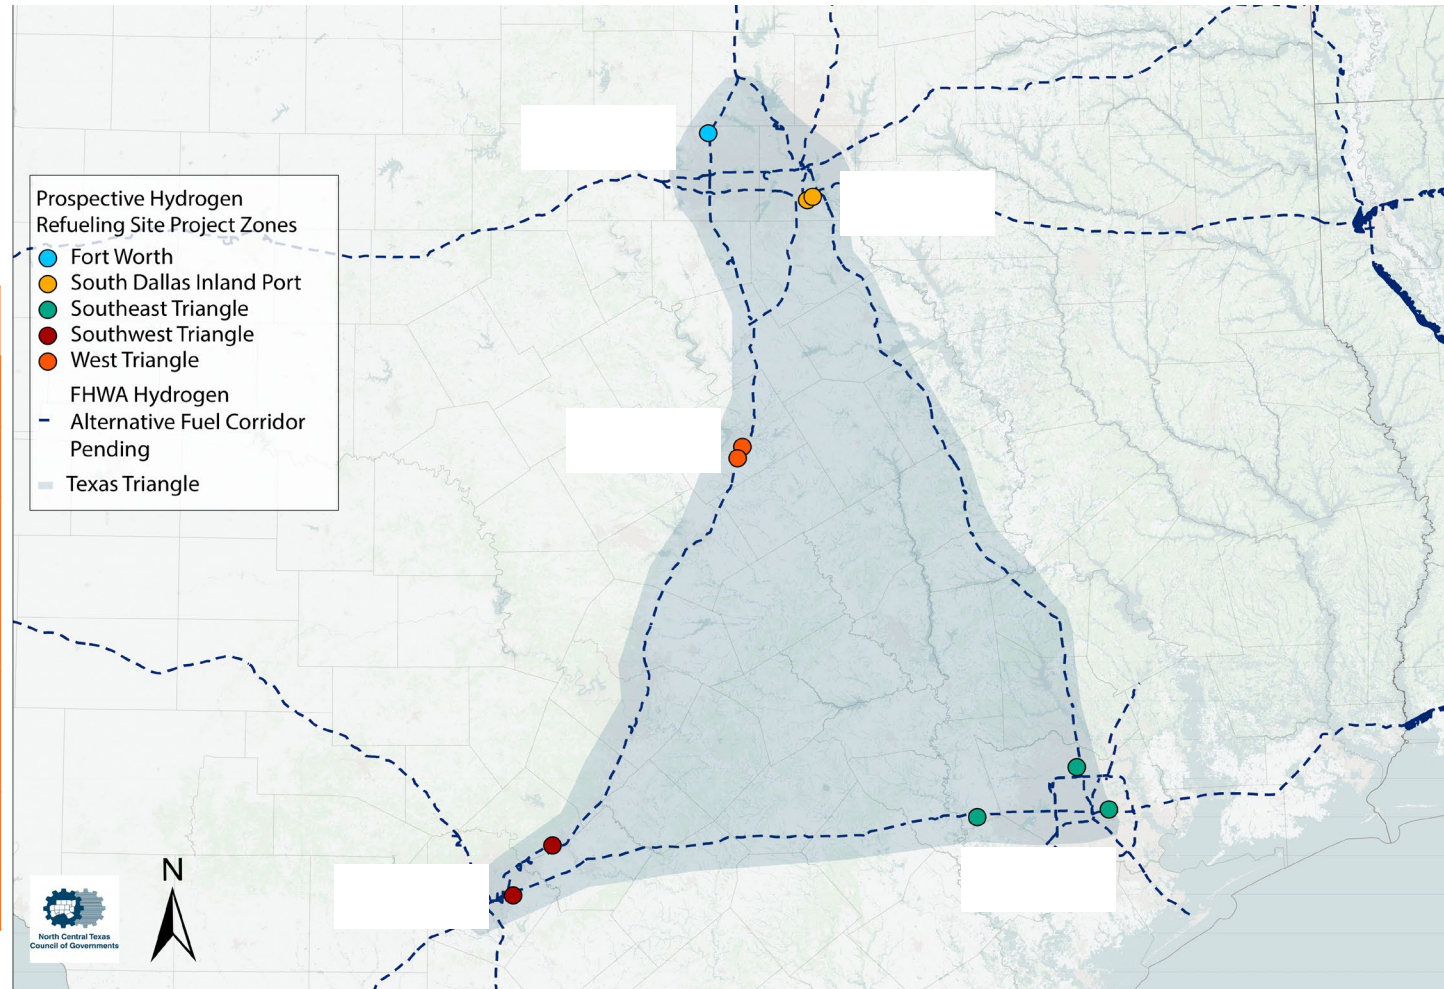 Prospective Hydrogen
Refueling Site Project Zones
Fort Worth
South Dallas Inland Port
Southeast Triangle
Southwest Triangle
West Triangle
FHWA Hydrogen
Alternative Fuel Corridor
Pending
Texas Triangle
N
North Central Texas
Council of Governments